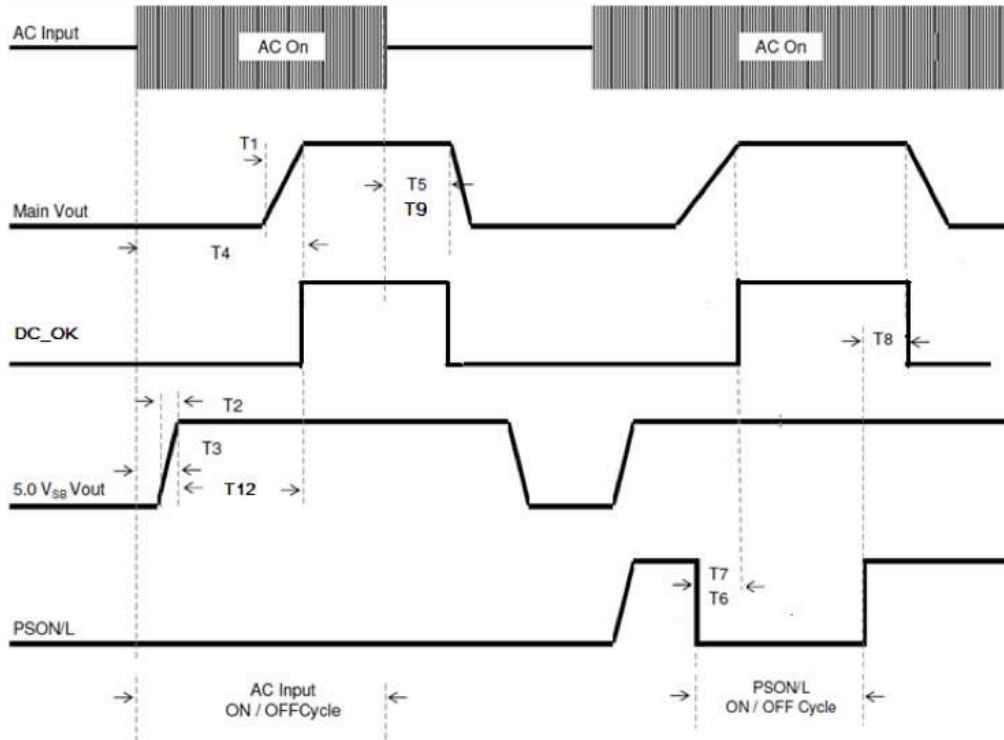 AC Input
AC On
AC On
T1
T5
T9
Main Vout
T4
DC_OK
T8
T2
T3
5.0 VSB Vout
T12
T7
T6
PSON/L
AC Input
ON / OFFCycle
PSON/L
ON / OFF Cycle